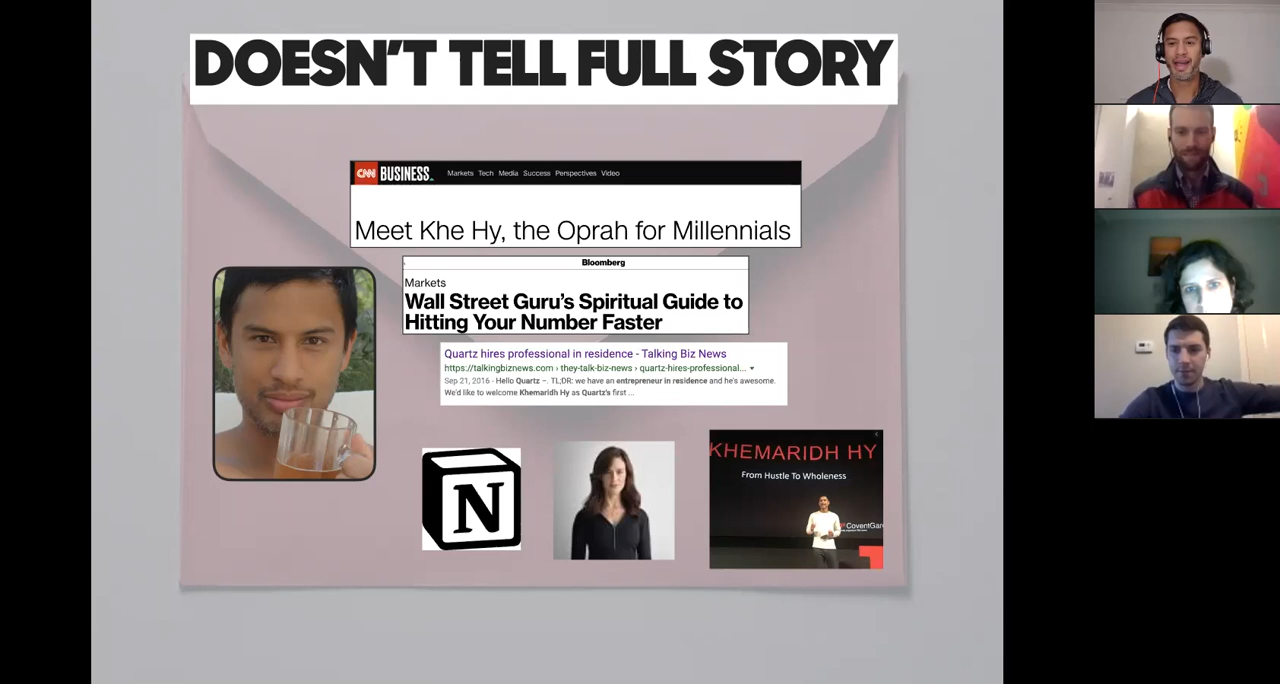 DOESN'T TELL FULL STORY
CNN BUSINESS Markets Tech Media Success Perspectives Video
Meet Khe Hy, the Oprah for Millennials
Bloomberg
Markets
Wall Street Guru's Spiritual Guide to
Hitting Your Number Faster
Quartz hires professional in residence - Talking Biz News
https://talkingbiznews.com › they-talk-biz-news › quartz-hires-professional...
Sep 21, 2016 - Hello Quartz –. TL;DR: we have an entrepreneur in residence and he's awesome.
We'd like to welcome Khemaridh Hy as Quartz's first ...
N
KHEMARIDH HY
From Hustle To Wholeness
CoventGar